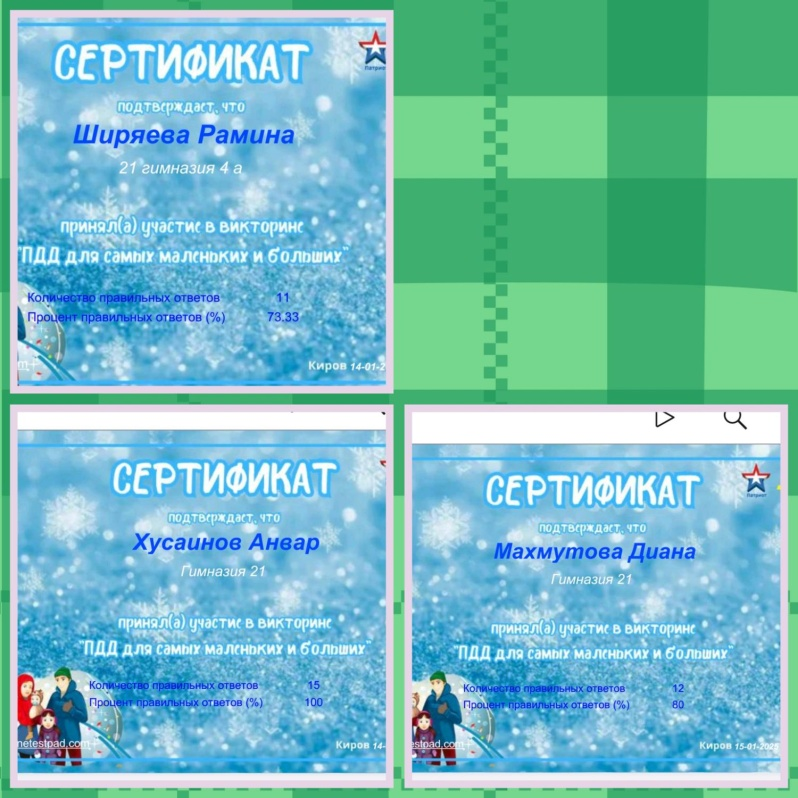 СЕРТИФИКАТ
Патриот
подтверждает, что
Ширяева Рамина
21 гимназия 4 а
принял(а) участие в викторине
"ПДД для самых маленьких и больших"
Количество правильных ответов 11
Процент правильных ответов (%) 73.33
Киров 14-01-2
СЕРТИФИКАТ
подтверждает, что
Хусаинов Анвар
Гимназия 21
принял(а) участие в викторине
"ПДД для самых маленьких и больших"
Количество правильных ответов 15
Процент правильных ответов (%) 100
netestpad.com
Киров 14-
СЕРТИФИКАТ
Патриот
подтверждает, что
Махмутова Диана
Гимназия 21
принял(а) участие в викторине
"ПДД для самых маленьких и больших"
Количество правильных ответов 12
Процент правильных ответов (%) 80
estpad.com
Киров 15-01-202